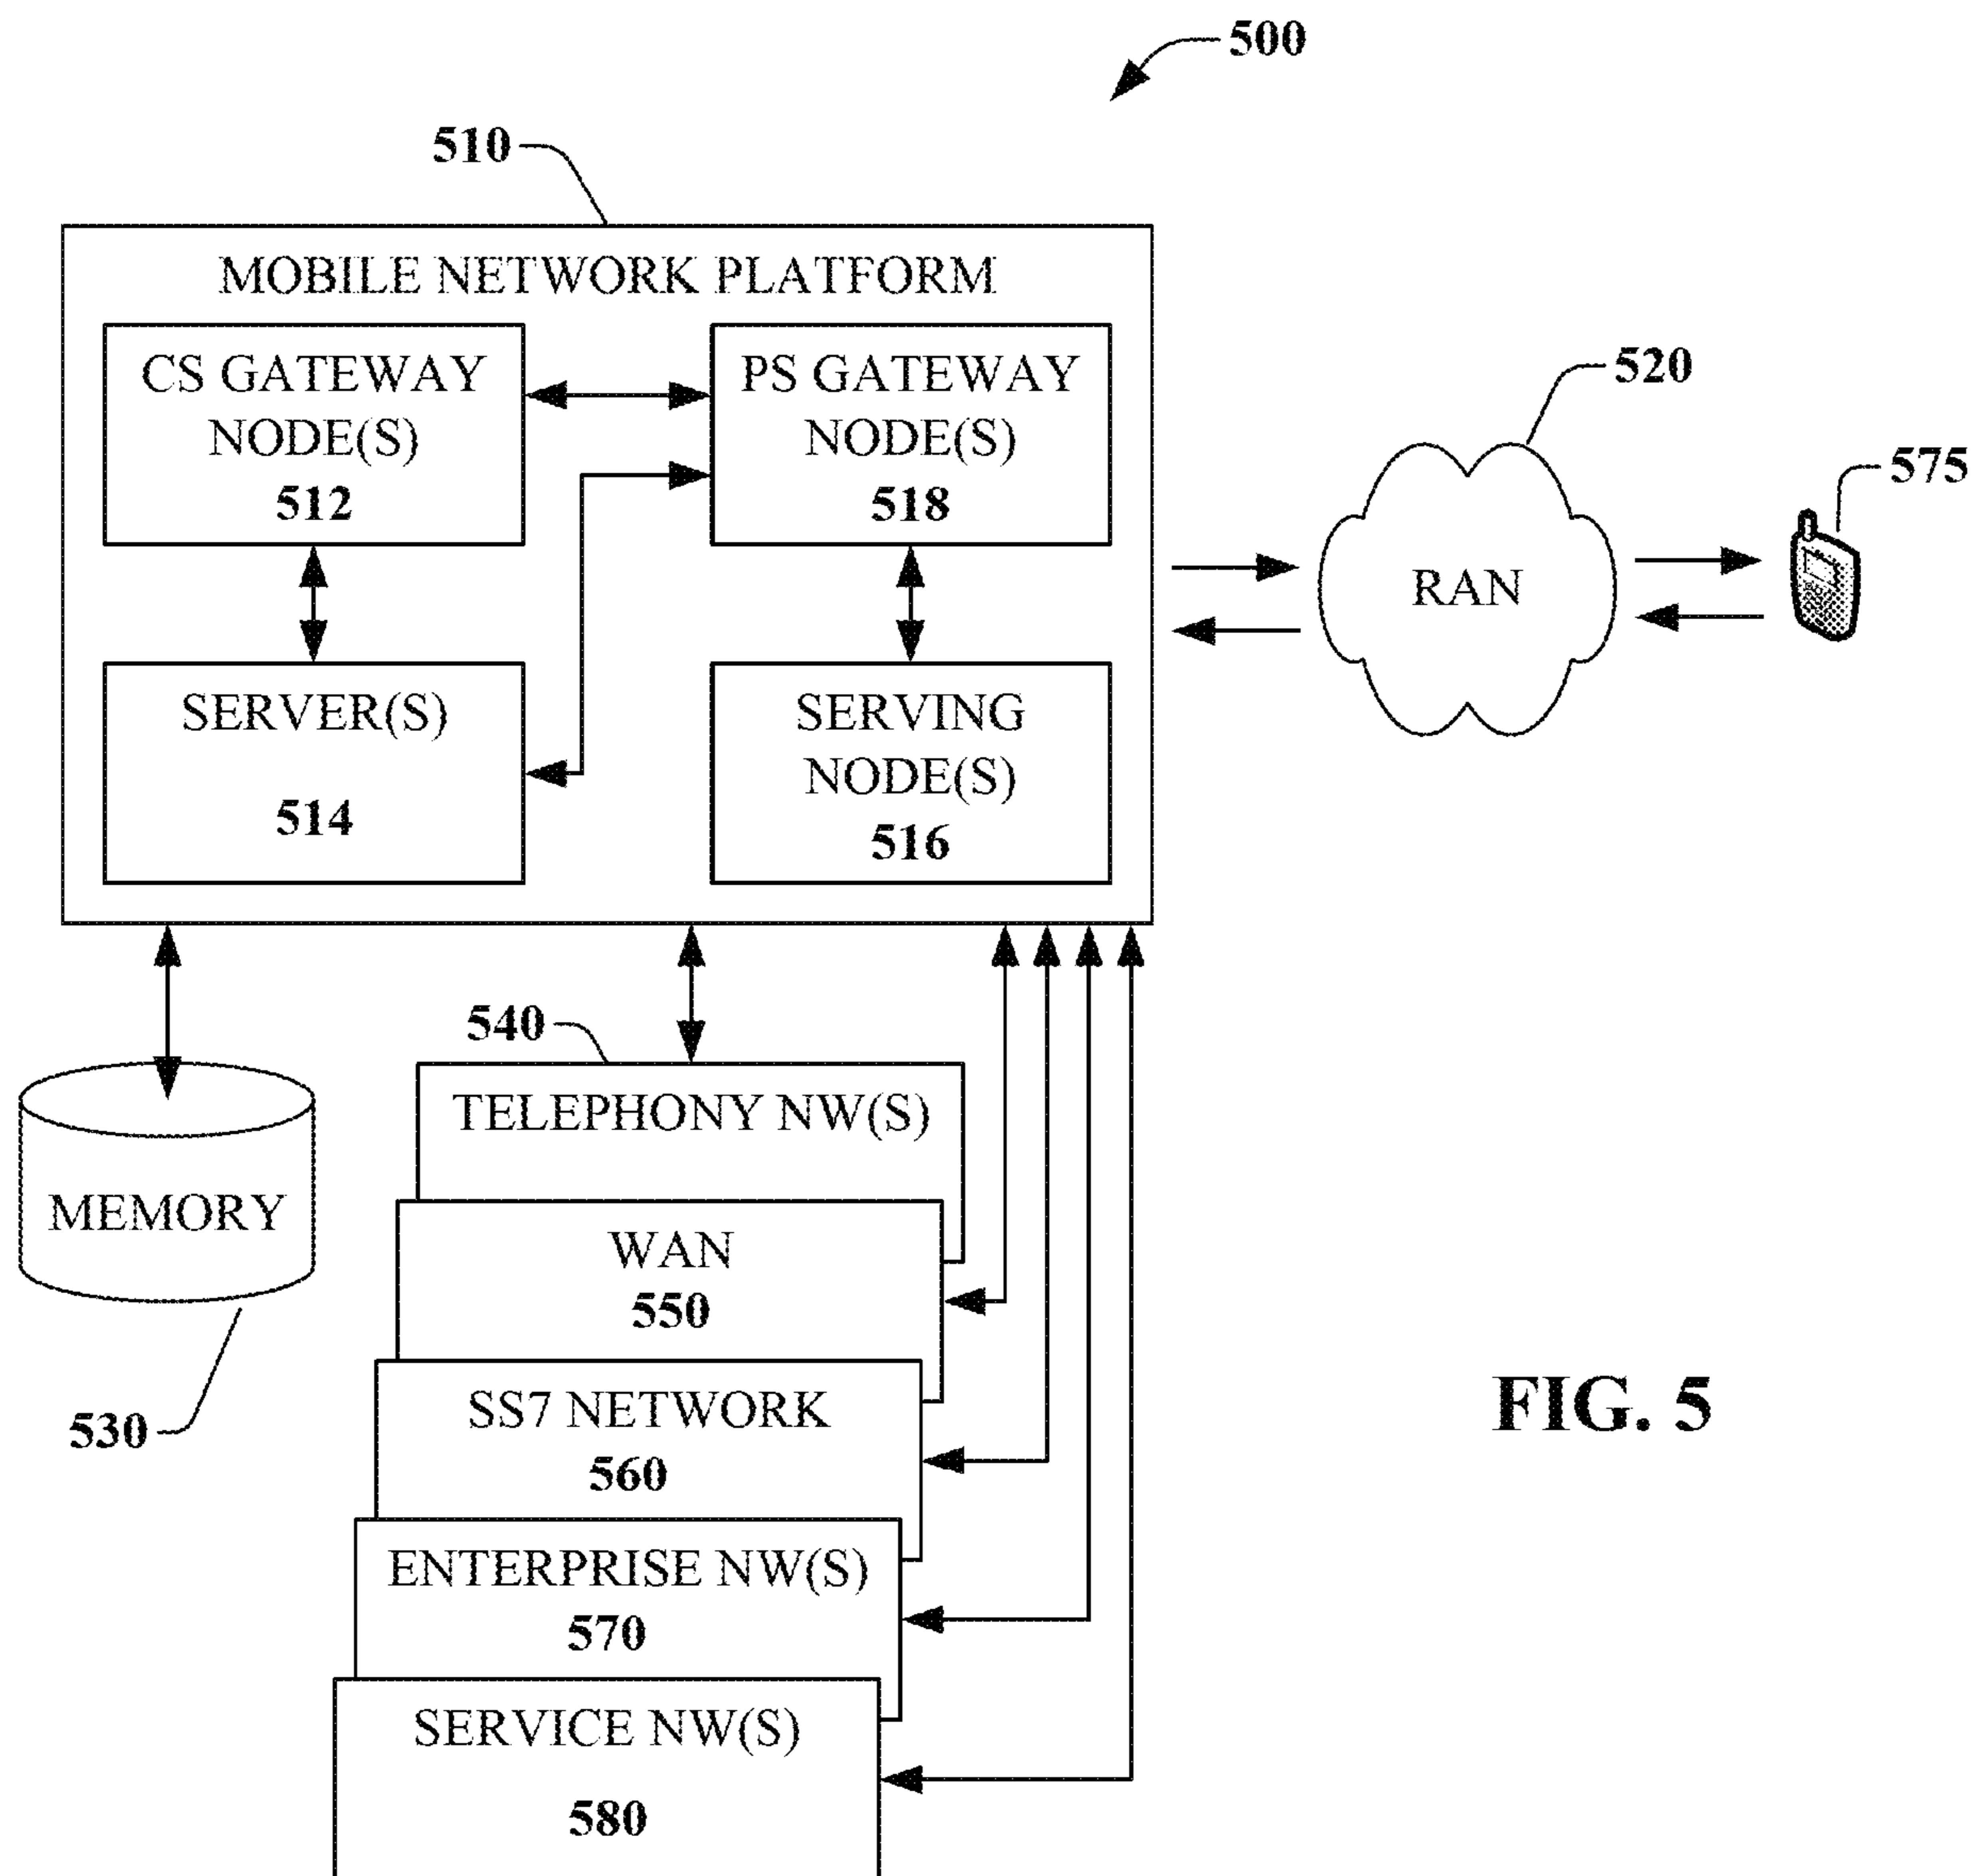 500
510
MOBILE NETWORK PLATFORM
CS GATEWAY
NODE(S)
512
PS GATEWAY
NODE(S)
518
SERVER(S)
514
SERVING
NODE(S)
516
520
RAN
575
540
TELEPHONY NW(S)
MEMORY
530
WAN
550
SS7 NETWORK
560
ENTERPRISE NW(S)
570
SERVICE NW(S)
580
FIG. 5